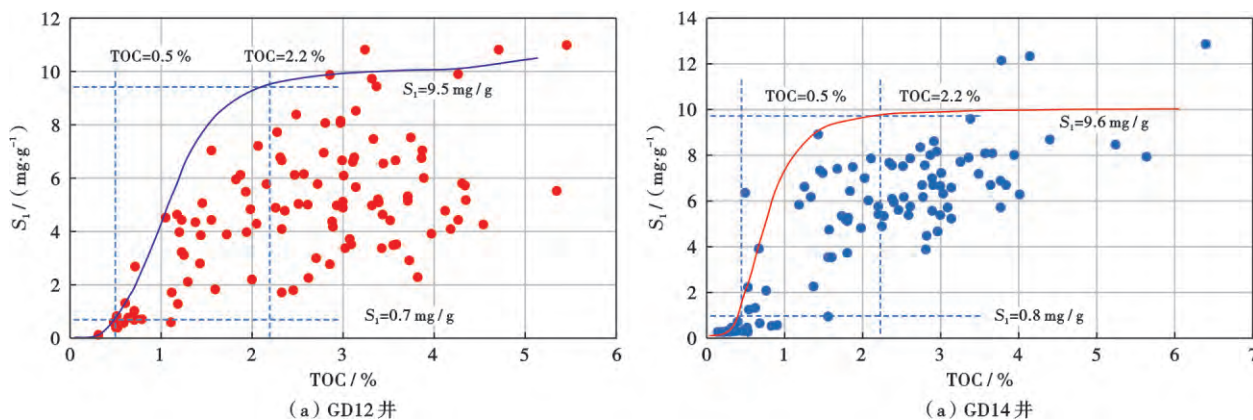 12
10
8
6
4
2
0
S₁ / ( mg·g⁻¹ )
TOC=0.5 %
TOC=2.2 %
S₁=9.5 mg / g
S₁=0.7 mg / g
0 1 2 3 4 5 6
TOC / %
( a ) GD12 井
14
12
10
8
6
4
2
0
S₁ / ( mg·g⁻¹ )
TOC=0.5 %
TOC=2.2 %
S₁=9.6 mg / g
S₁=0.8 mg / g
0 1 2 3 4 5 6 7
TOC / %
( a ) GD14 井